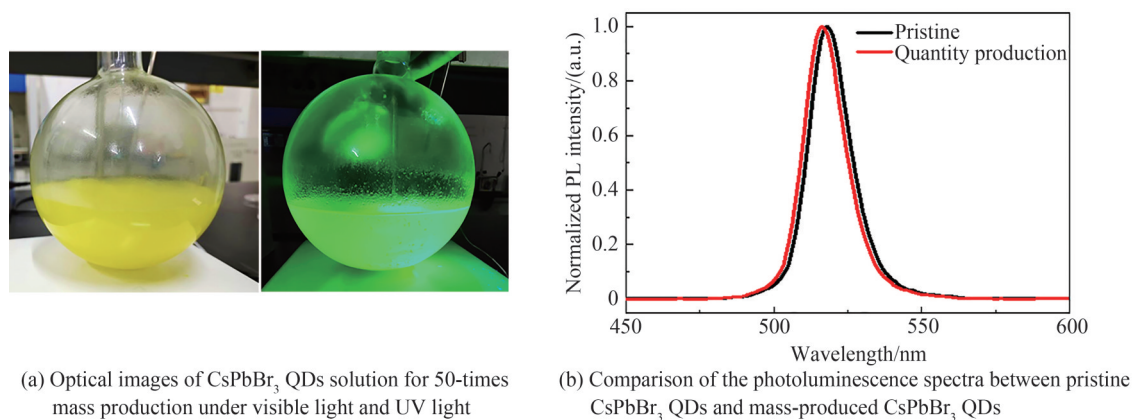 1.0
0.8
0.6
0.4
0.2
0
Normalized PL intensity/(a.u.)
Pristine
Quantity production
450
500
550
600
Wavelength/nm
(a) Optical images of CsPbBr₃ QDs solution for 50-times
mass production under visible light and UV light
(b) Comparison of the photoluminescence spectra between pristine
CsPbBr₃ QDs and mass-produced CsPbBr₃ QDs